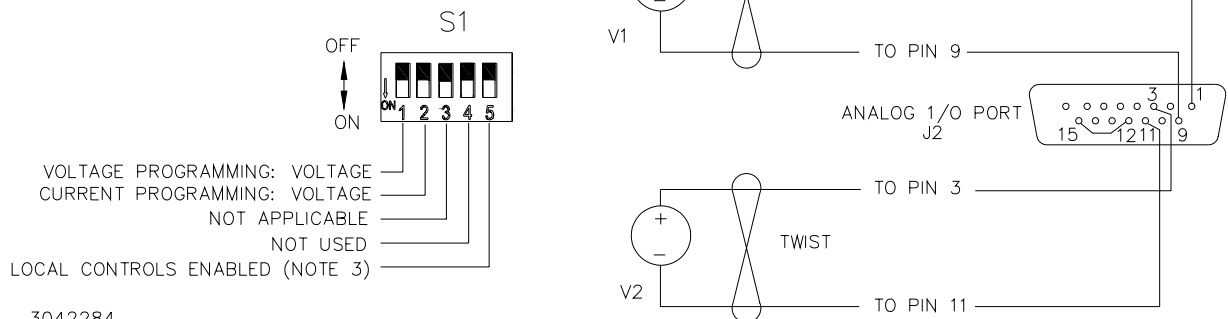 S1
OFF
ON
ON
1 2 3 4 5
VOLTAGE PROGRAMMING: VOLTAGE
CURRENT PROGRAMMING: VOLTAGE
NOT APPLICABLE
NOT USED
LOCAL CONTROLS ENABLED (NOTE 3)
V1
TO PIN 9
ANALOG 1/O PORT
J2
3 1
15 12 11 9
TO PIN 3
+
TWIST
–
V2
TO PIN 11